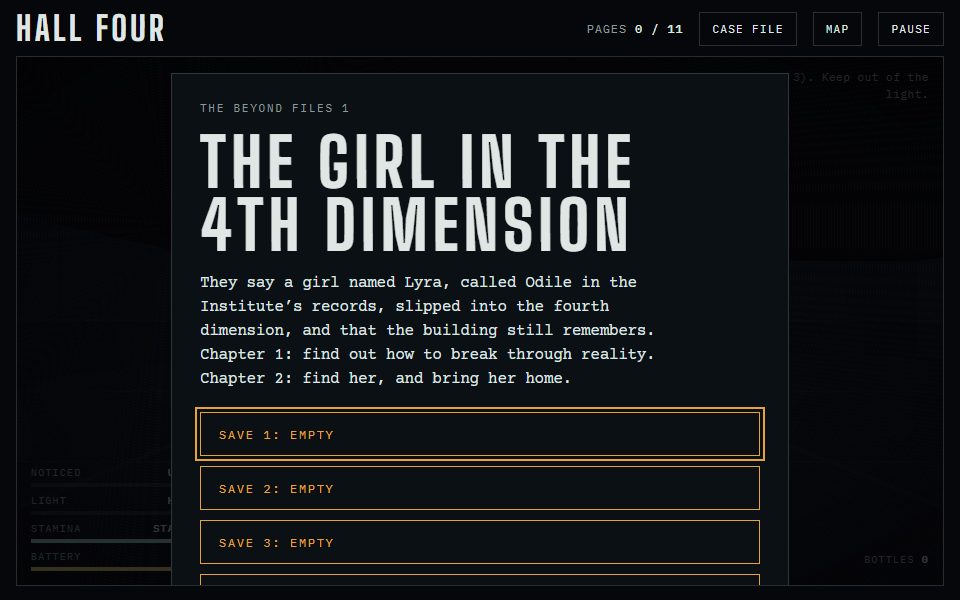 HALL FOUR
PAGES 0 / 11
CASE FILE
MAP
PAUSE
3). Keep out of the
light.
THE BEYOND FILES 1
THE GIRL IN THE
4TH DIMENSION
They say a girl named Lyra, called Odile in the
Institute’s records, slipped into the fourth
dimension, and that the building still remembers.
Chapter 1: find out how to break through reality.
Chapter 2: find her, and bring her home.
SAVE 1: EMPTY
SAVE 2: EMPTY
SAVE 3: EMPTY
NOTICED
LIGHT
STAMINA
BATTERY
BOTTLES 0